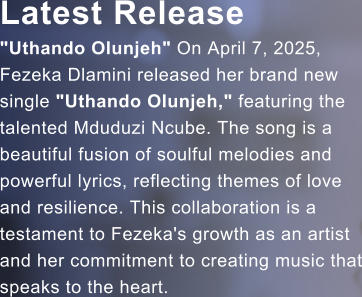 Latest Release
"Uthando Olunjeh" On April 7, 2025,
Fezeka Dlamini released her brand new
single "Uthando Olunjeh," featuring the
talented Mduduzi Ncube. The song is a
beautiful fusion of soulful melodies and
powerful lyrics, reflecting themes of love
and resilience. This collaboration is a
testament to Fezeka's growth as an artist
and her commitment to creating music that
speaks to the heart.